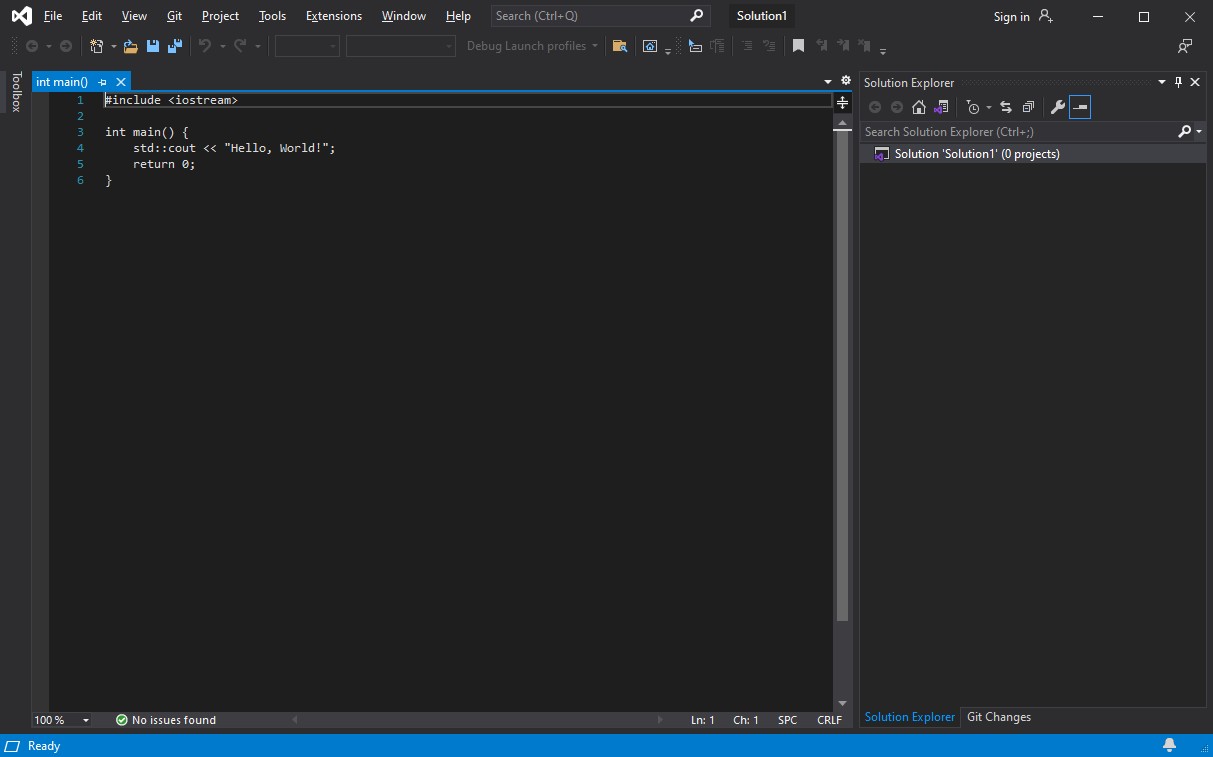 File Edit View Git Project Tools Extensions Window Help Search (Ctrl+Q) Solution1 Sign in
Debug Launch profiles
Toolbox
int main()
1 #include <iostream>
2
3 int main() {
4 std::cout << "Hello, World!";
5 return 0;
6 }
100 % No issues found Ln: 1 Ch: 1 SPC CRLF
Solution Explorer
Search Solution Explorer (Ctrl+;)
Solution 'Solution1' (0 projects)
Solution Explorer Git Changes
Ready